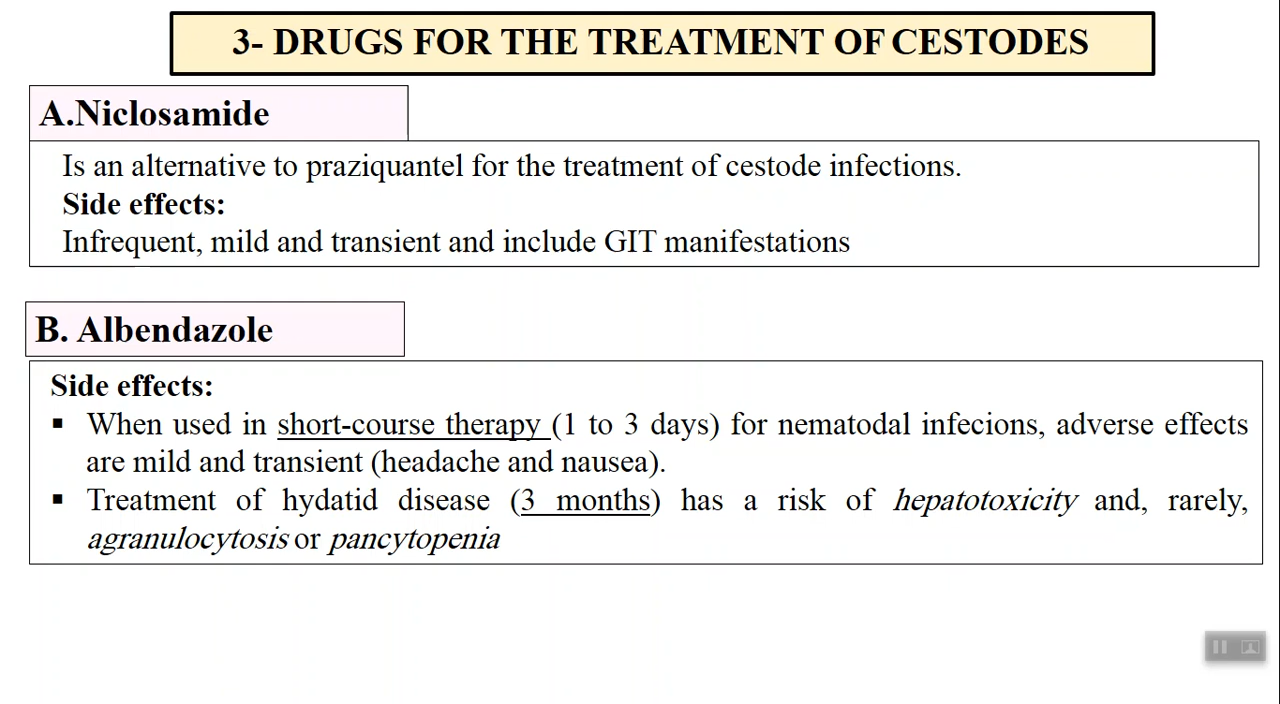 3- DRUGS FOR THE TREATMENT OF CESTODES
A.Niclosamide
Is an alternative to praziquantel for the treatment of cestode infections.
Side effects:
Infrequent, mild and transient and include GIT manifestations
B. Albendazole
Side effects:
▪ When used in short-course therapy (1 to 3 days) for nematodal infecions, adverse effects
are mild and transient (headache and nausea).
▪ Treatment of hydatid disease (3 months) has a risk of hepatotoxicity and, rarely,
agranulocytosis or pancytopenia